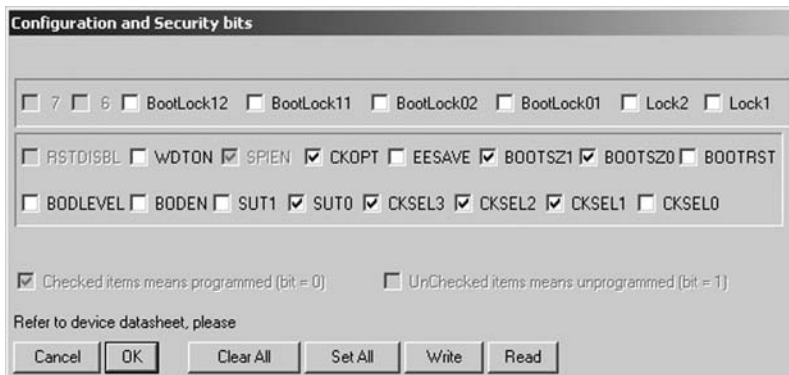 Configuration and Security bits
7 6 BootLock12 BootLock11 BootLock02 BootLock01 Lock2 Lock1
RSTDISBL WDTON SPIEN CKOPT EESAVE BOOTSZ1 BOOTSZ0 BOOTRST
BODLEVEL BODEN SUT1 SUT0 CKSEL3 CKSEL2 CKSEL1 CKSEL0
Checked items means programmed (bit = 0) UnChecked items means unprogrammed (bit = 1)
Refer to device datasheet, please
Cancel OK Clear All Set All Write Read